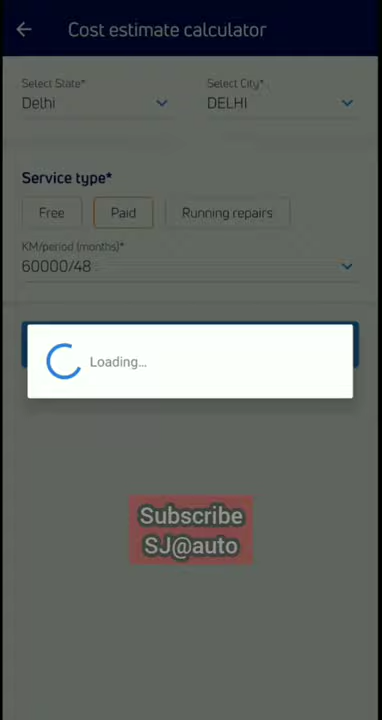 Cost estimate calculator
Select State* Select City*
Delhi DELHI
Service type*
Free Paid Running repairs
KM/period (months)*
60000/48
Loading...
Subscribe
SJ@auto